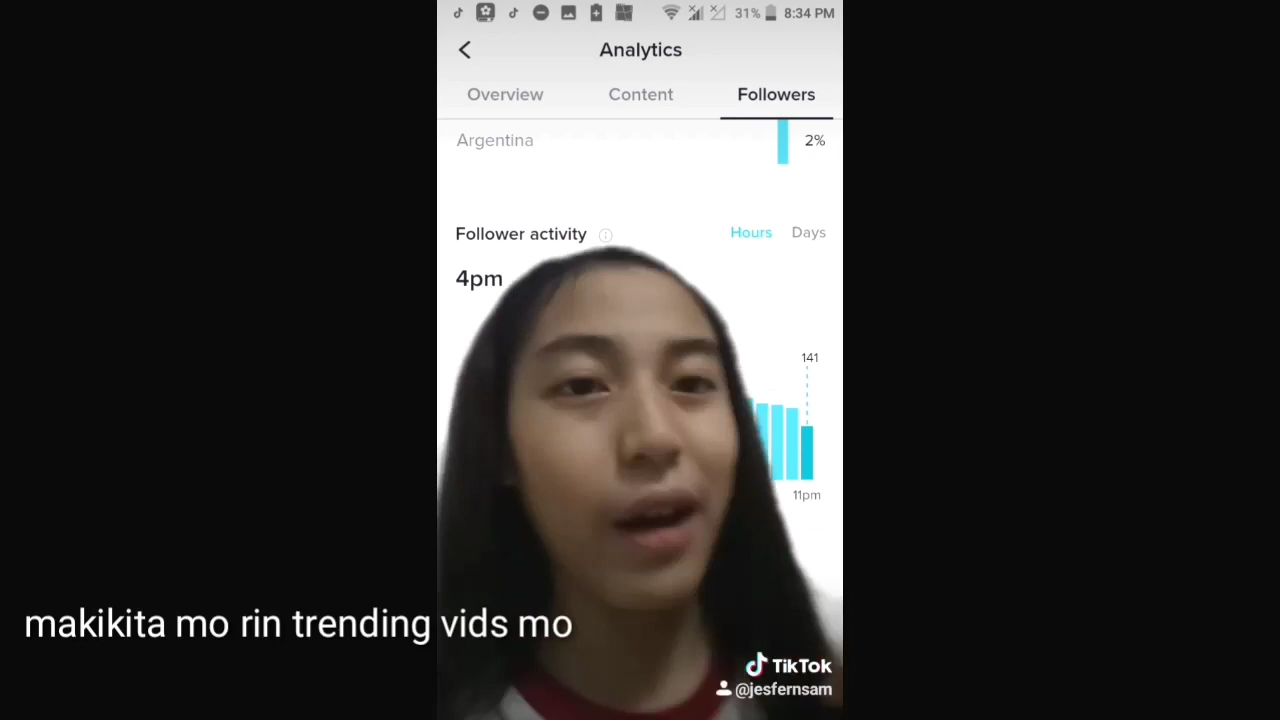 31% 8:34 PM
Analytics
Overview Content Followers
Argentina 2%
Follower activity Hours Days
4pm
141
11pm
makikita mo rin trending vids mo
TikTok
@jesfernsam